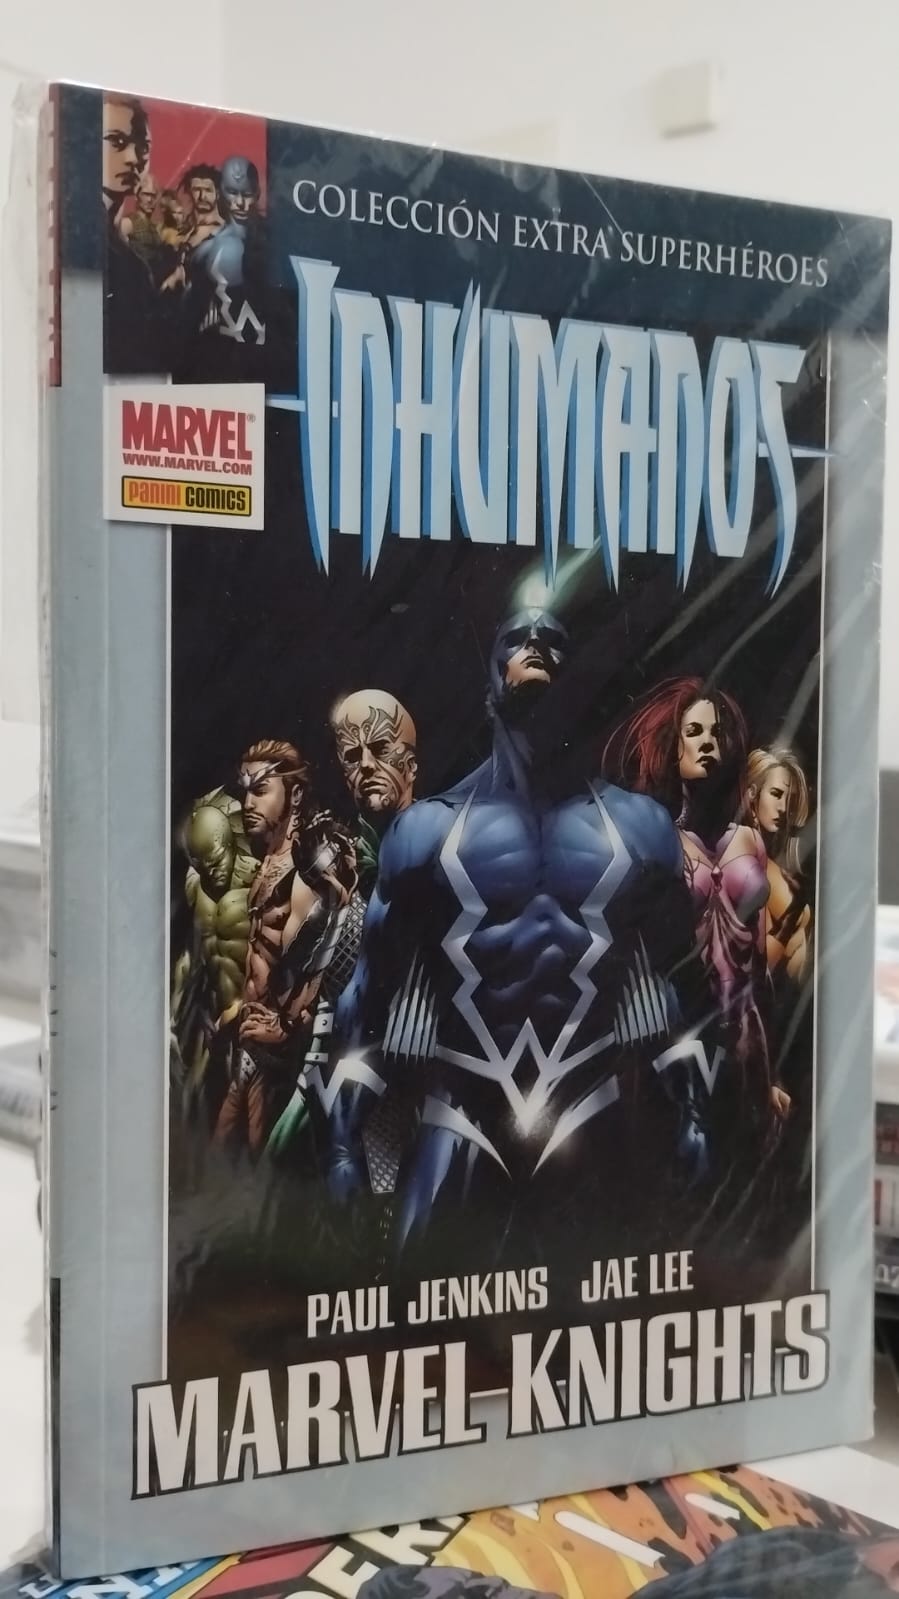 COLECCIÓN EXTRA SUPERHÉROES
INHUMANOS
MARVEL®
WWW.MARVEL.COM
PANINI COMICS
PAUL JENKINS JAE LEE
MARVEL KNIGHTS